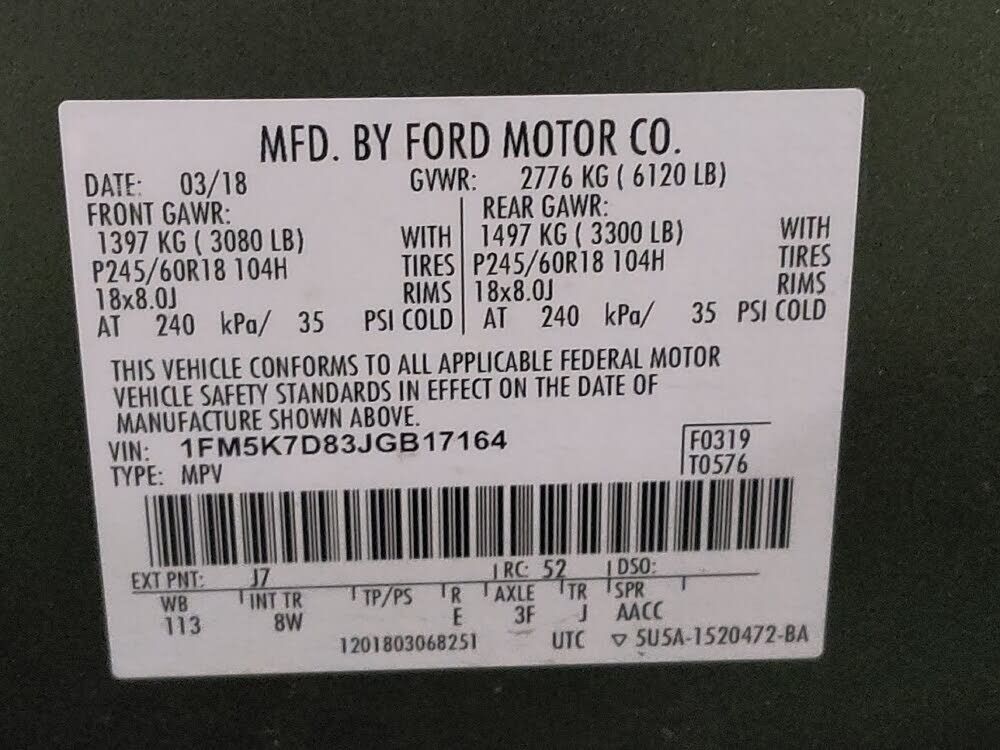 MFD. BY FORD MOTOR CO.
DATE: 03/18 GVWR: 2776 KG ( 6120 LB)
FRONT GAWR: REAR GAWR:
1397 KG ( 3080 LB) WITH 1497 KG ( 3300 LB) WITH
P245/60R18 104H TIRES P245/60R18 104H TIRES
18x8.0J RIMS 18x8.0J RIMS
AT 240 kPa/ 35 PSI COLD AT 240 kPa/ 35 PSI COLD
THIS VEHICLE CONFORMS TO ALL APPLICABLE FEDERAL MOTOR
VEHICLE SAFETY STANDARDS IN EFFECT ON THE DATE OF
MANUFACTURE SHOWN ABOVE.
VIN: 1FM5K7D83JGB17164 F0319
TYPE: MPV T0576
EXT PNT: J7 RC: 52 DSO:
WB INT TR TP/PS R AXLE TR SPR
113 8W E 3F J AACC
1201803068251 UTC ▽ 5U5A-1520472-BA